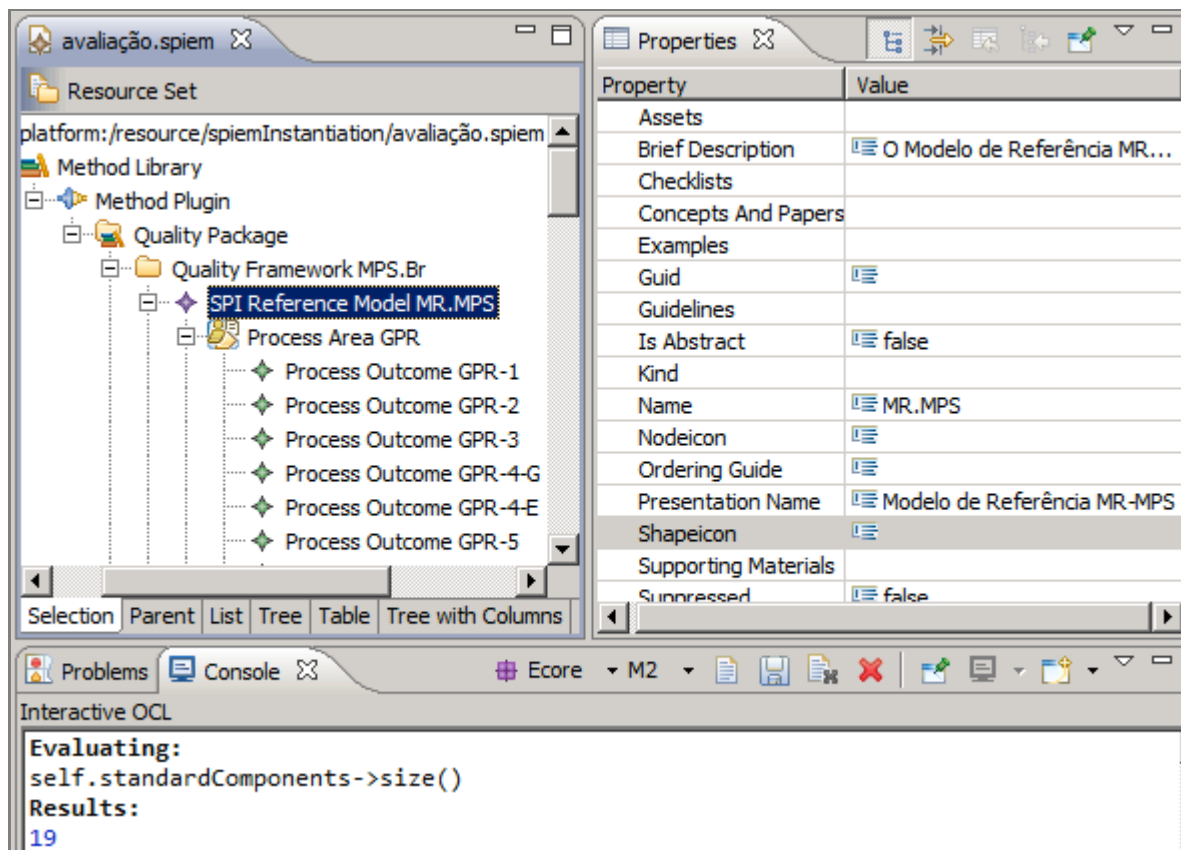 avaliação.spiem
Resource Set
platform:/resource/spiemInstantiation/avaliação.spiem
Method Library
Method Plugin
Quality Package
Quality Framework MPS.Br
SPI Reference Model MR.MPS
Process Area GPR
Process Outcome GPR-1
Process Outcome GPR-2
Process Outcome GPR-3
Process Outcome GPR-4-G
Process Outcome GPR-4-E
Process Outcome GPR-5
Selection Parent List Tree Table Tree with Columns
Properties
Property Value
Assets
Brief Description O Modelo de Referência MR...
Checklists
Concepts And Papers
Examples
Guid
Guidelines
Is Abstract false
Kind
Name MR.MPS
Nodeicon
Ordering Guide
Presentation Name Modelo de Referência MR-MPS
Shapeicon
Supporting Materials
Suppressed false
Problems Console Ecore M2
Interactive OCL
Evaluating:
self.standardComponents->size()
Results:
19